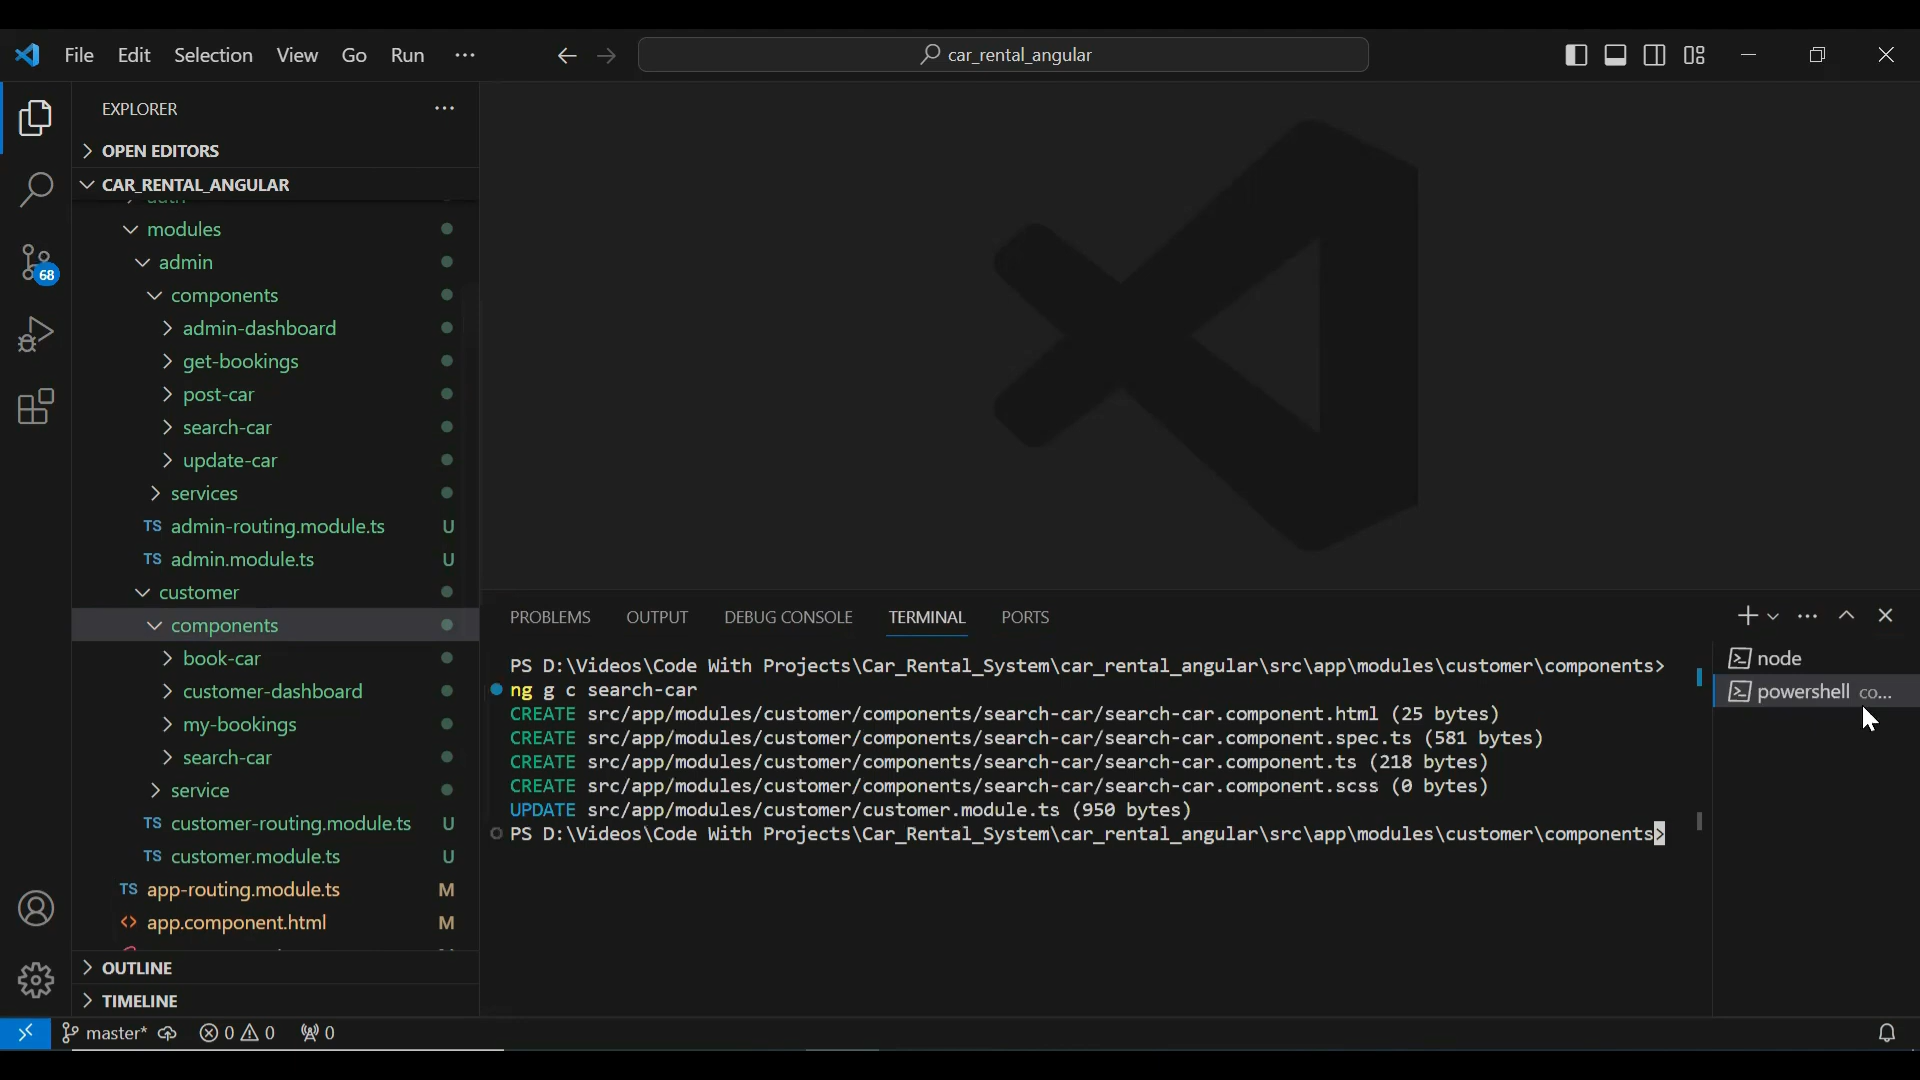 File Edit Selection View Go Run ···
car_rental_angular
EXPLORER
OPEN EDITORS
CAR_RENTAL_ANGULAR
modules
admin
components
admin-dashboard
get-bookings
post-car
search-car
update-car
services
TS admin-routing.module.ts U
TS admin.module.ts U
customer
components
book-car
customer-dashboard
my-bookings
search-car
service
TS customer-routing.module.ts U
TS customer.module.ts U
TS app-routing.module.ts M
<> app.component.html M
OUTLINE
TIMELINE
68
PROBLEMS OUTPUT DEBUG CONSOLE TERMINAL PORTS
PS D:\Videos\Code With Projects\Car_Rental_System\car_rental_angular\src\app\modules\customer\components>
ng g c search-car
CREATE src/app/modules/customer/components/search-car/search-car.component.html (25 bytes)
CREATE src/app/modules/customer/components/search-car/search-car.component.spec.ts (581 bytes)
CREATE src/app/modules/customer/components/search-car/search-car.component.ts (218 bytes)
CREATE src/app/modules/customer/components/search-car/search-car.component.scss (0 bytes)
UPDATE src/app/modules/customer/customer.module.ts (950 bytes)
PS D:\Videos\Code With Projects\Car_Rental_System\car_rental_angular\src\app\modules\customer\components>
node
powershell co...
master* 0 0 0